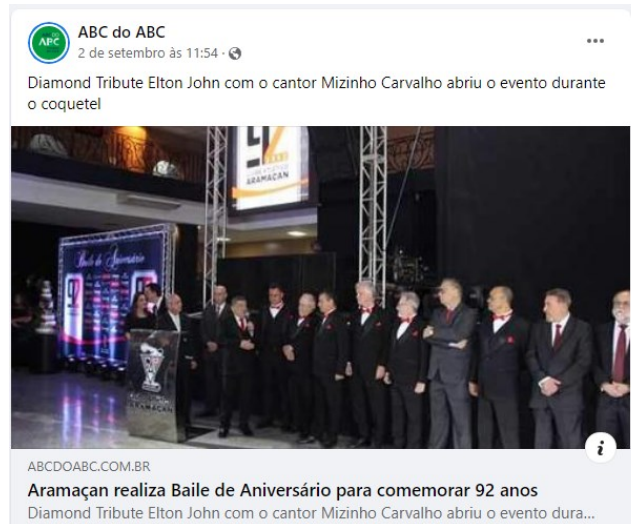 ABC do ABC
2 de setembro às 11:54 ·
Diamond Tribute Elton John com o cantor Mizinho Carvalho abriu o evento durante
o coquetel
ABC
92
ARAMAÇAN
Baile de Aniversário
92
ARAMAÇAN
ABCDOABC.COM.BR
Aramaçan realiza Baile de Aniversário para comemorar 92 anos
Diamond Tribute Elton John com o cantor Mizinho Carvalho abriu o evento dura...